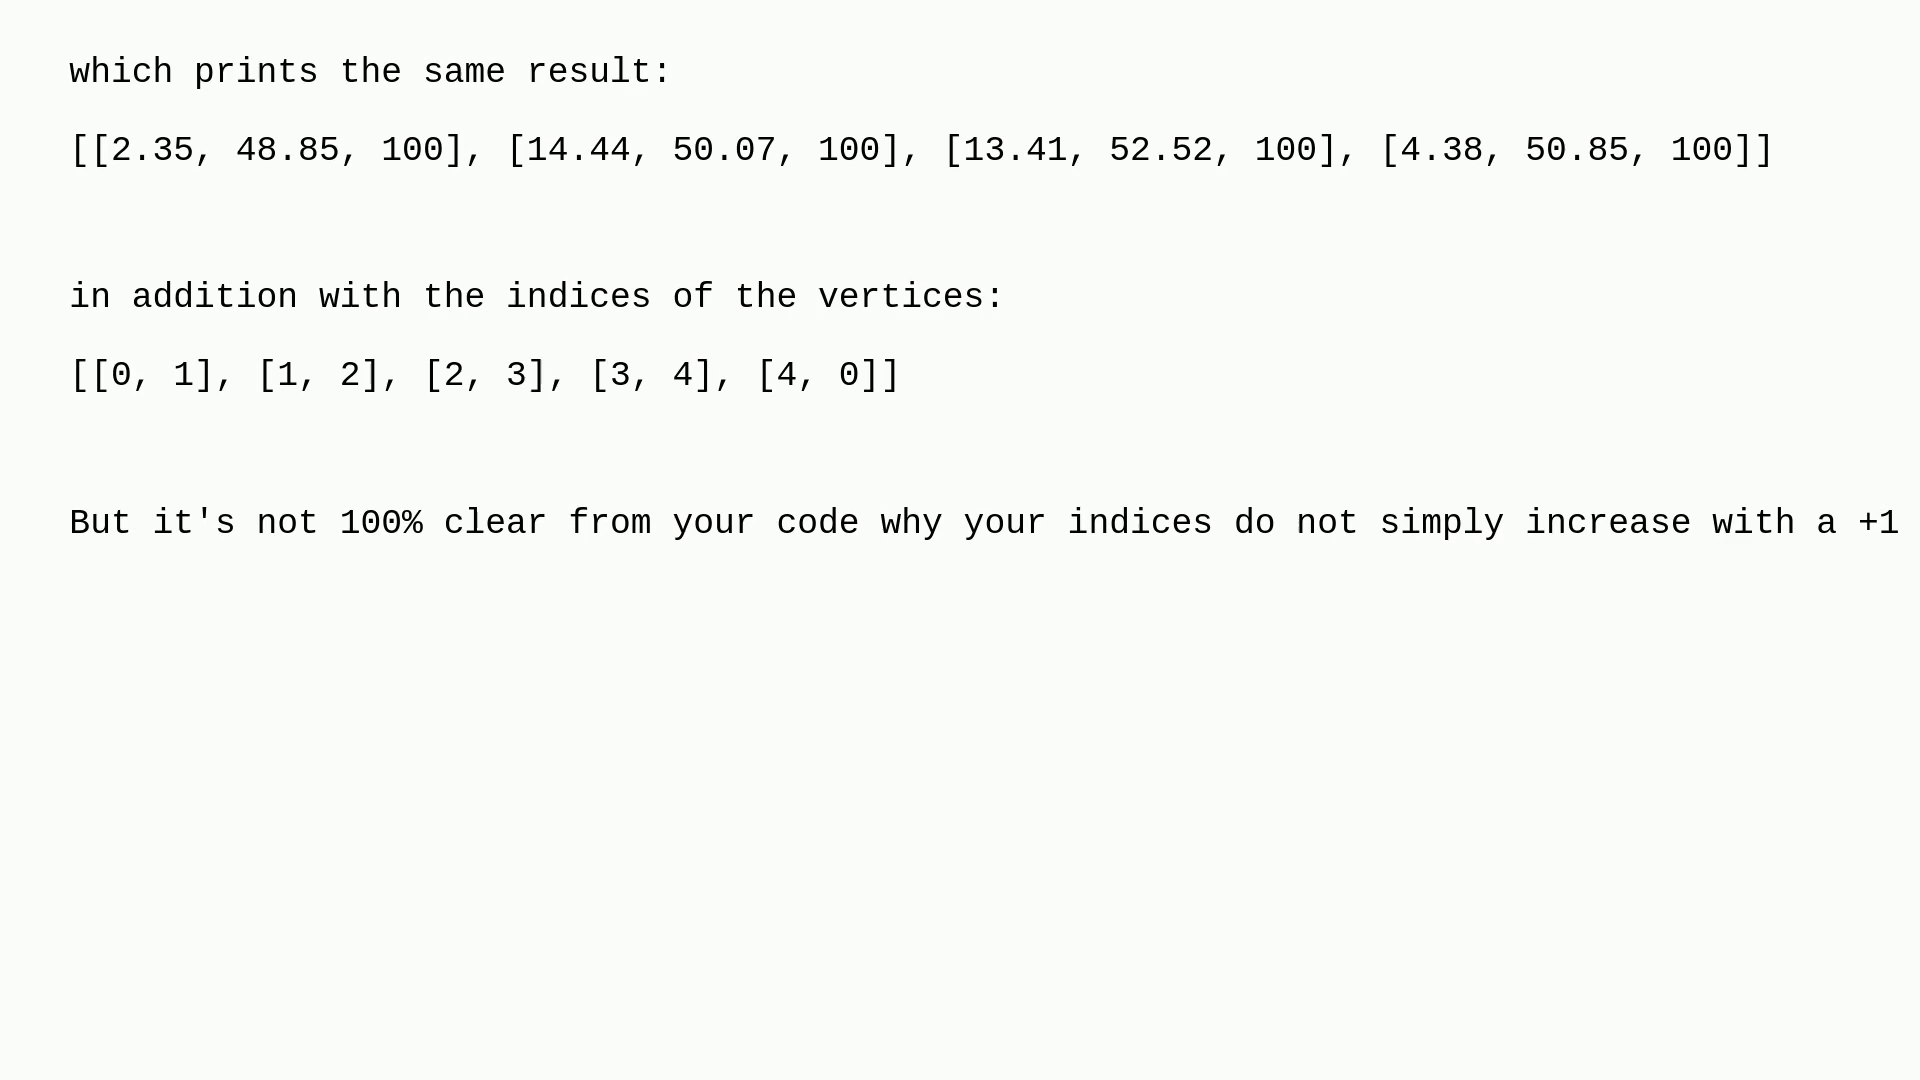 which prints the same result:
[[2.35, 48.85, 100], [14.44, 50.07, 100], [13.41, 52.52, 100], [4.38, 50.85, 100]]
in addition with the indices of the vertices:
[[0, 1], [1, 2], [2, 3], [3, 4], [4, 0]]
But it's not 100% clear from your code why your indices do not simply increase with a +1